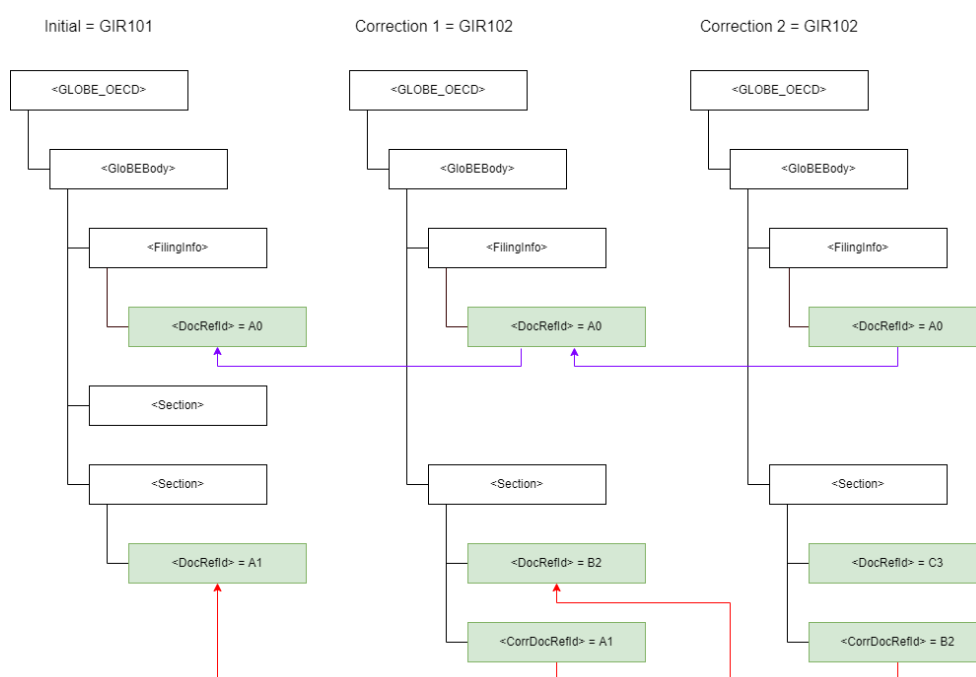 Initial = GIR101
Correction 1 = GIR102
Correction 2 = GIR102
<GLOBE_OECD>
<GLOBE_OECD>
<GLOBE_OECD>
<GloBEBody>
<GloBEBody>
<GloBEBody>
<FilingInfo>
<FilingInfo>
<FilingInfo>
<DocRefId> = A0
<DocRefId> = A0
<DocRefId> = A0
<Section>
<Section>
<Section>
<Section>
<DocRefId> = A1
<DocRefId> = B2
<DocRefId> = C3
<CorrDocRefId> = A1
<CorrDocRefId> = B2